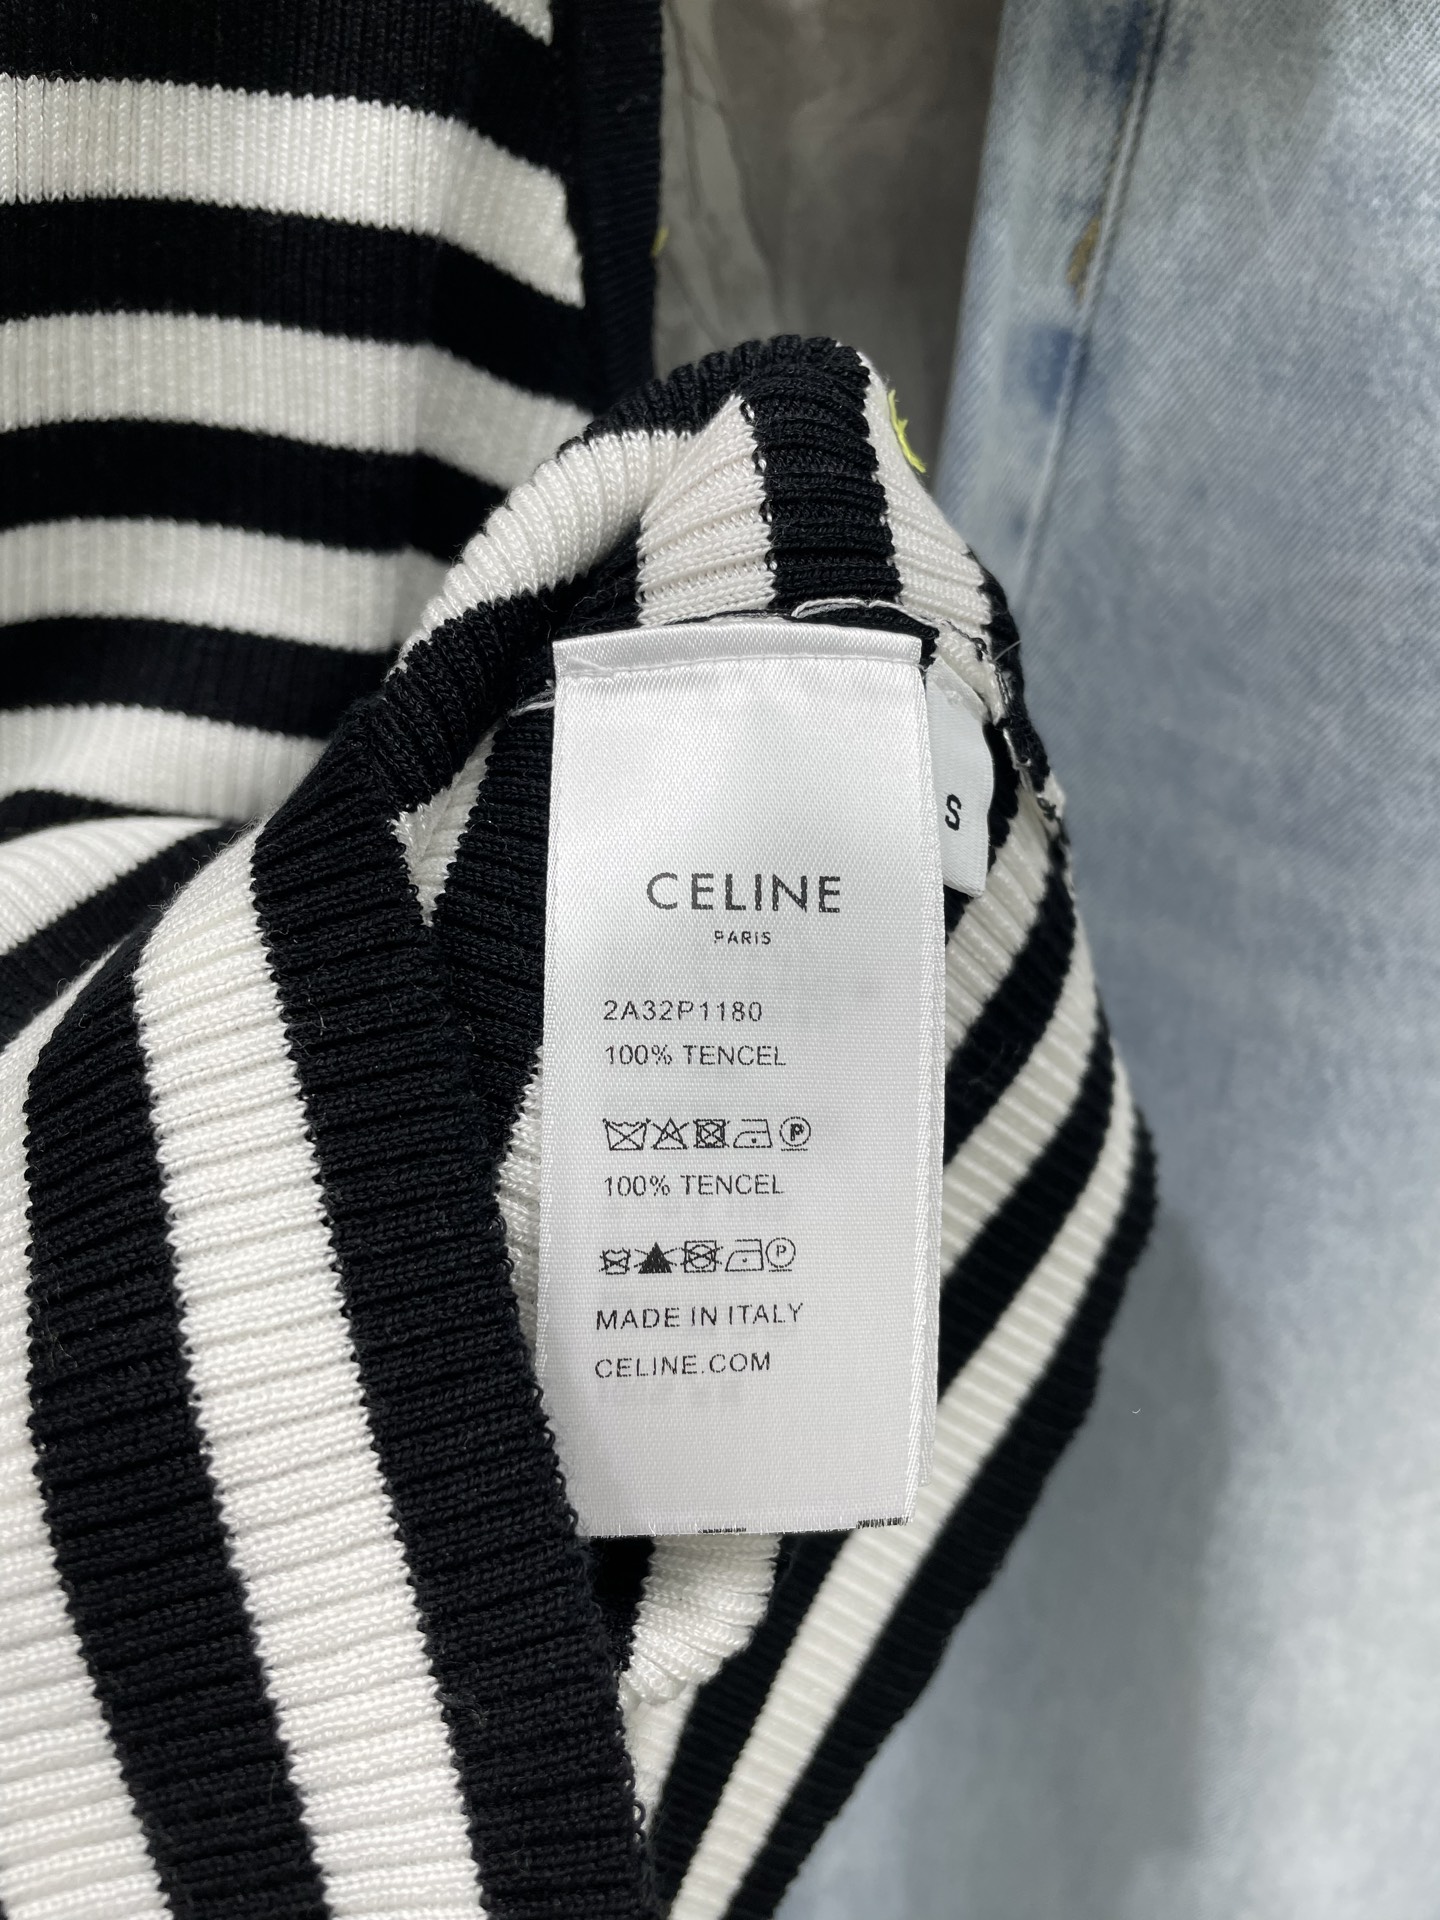 CELINE
PARIS
S
2A32P1180
100% TENCEL
P
100% TENCEL
P
MADE IN ITALY
CELINE.COM